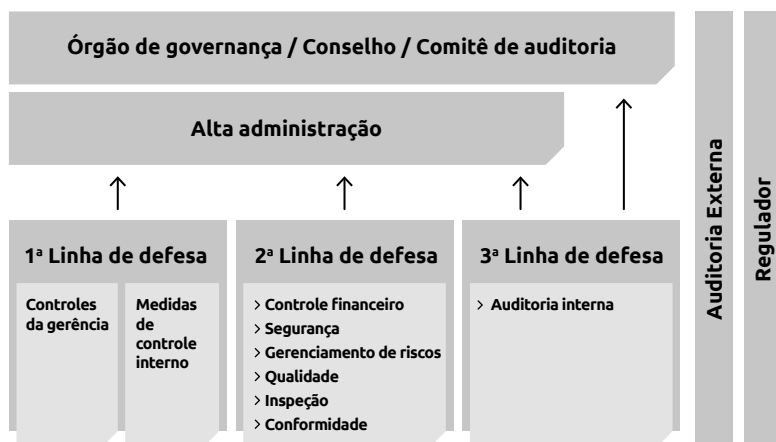 Órgão de governança / Conselho / Comitê de auditoria
Alta administração
1ª Linha de defesa
Controles
da gerência
Medidas
de
controle
interno
2ª Linha de defesa
> Controle financeiro
> Segurança
> Gerenciamento de riscos
> Qualidade
> Inspeção
> Conformidade
3ª Linha de defesa
> Auditoria interna
Auditoria Externa
Regulador